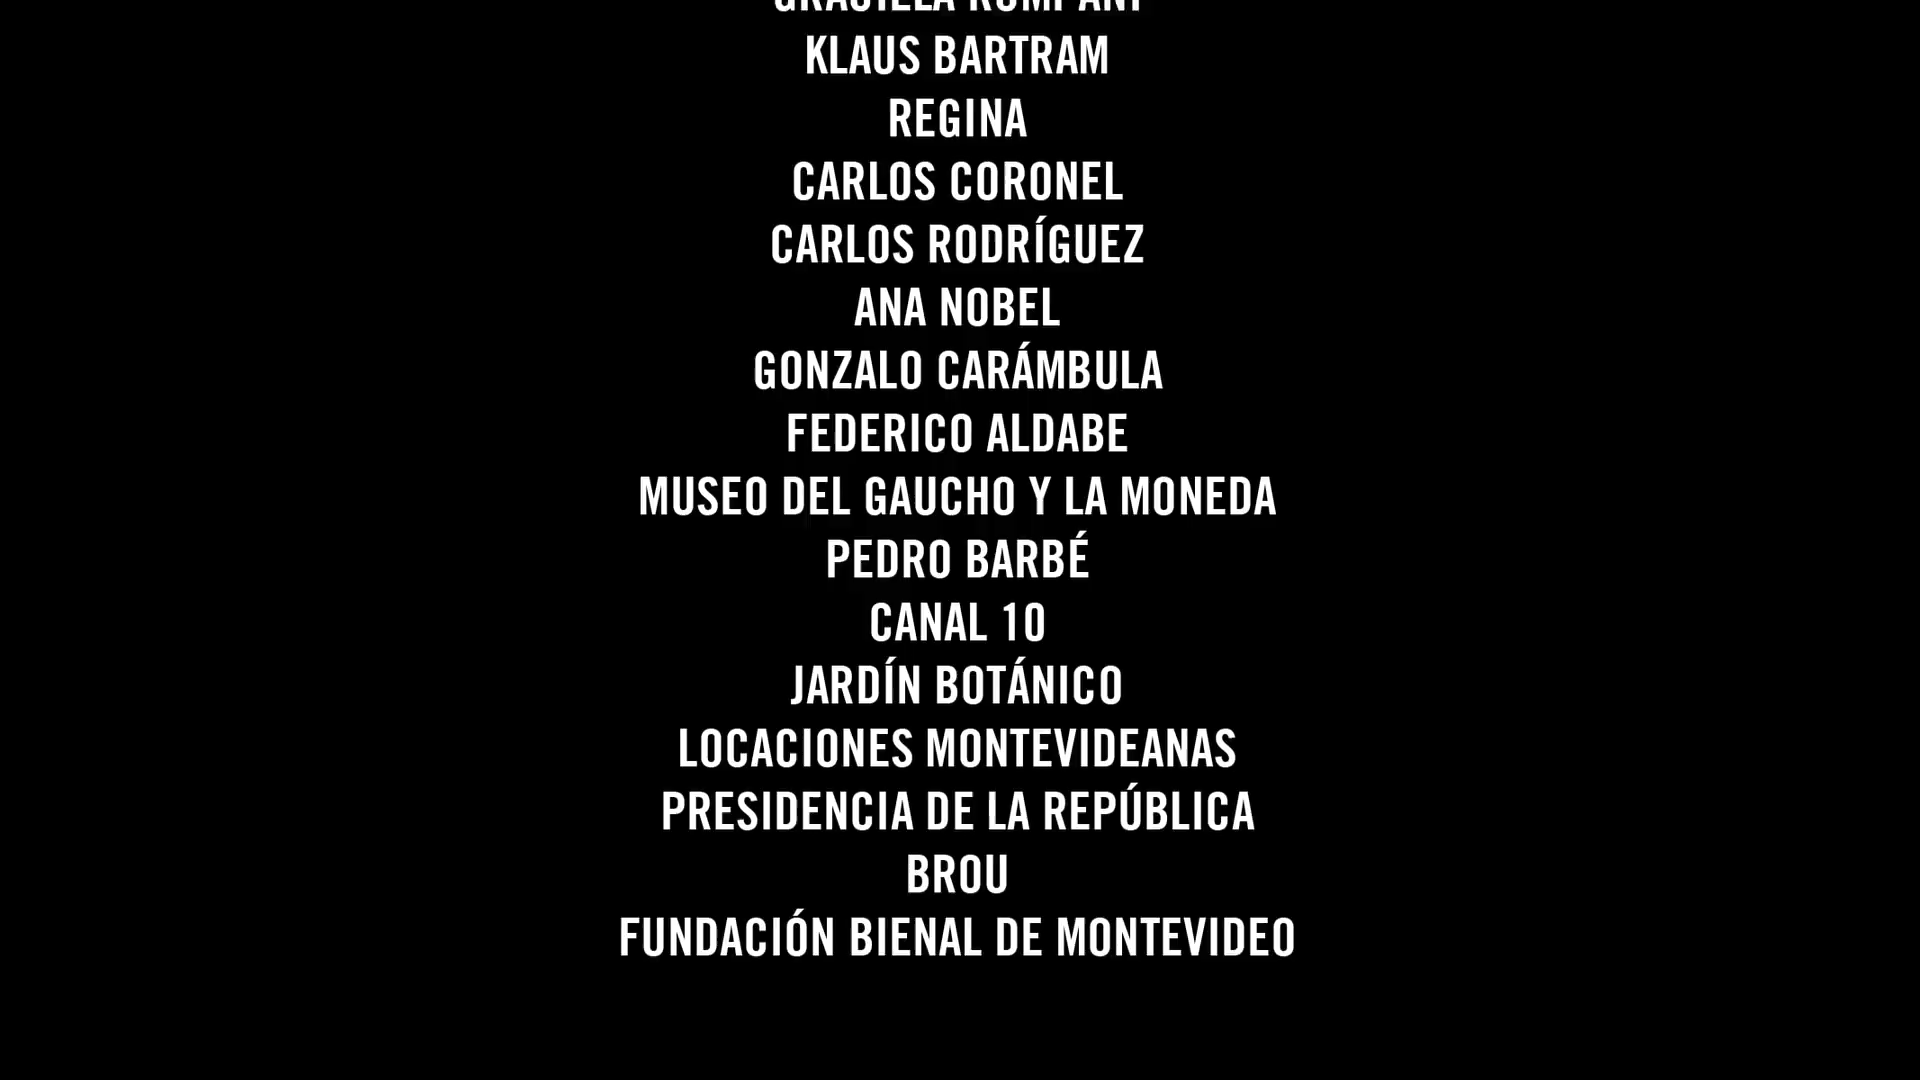 KLAUS BARTRAM
REGINA
CARLOS CORONEL
CARLOS RODRÍGUEZ
ANA NOBEL
GONZALO CARÁMBULA
FEDERICO ALDABE
MUSEO DEL GAUCHO Y LA MONEDA
PEDRO BARBÉ
CANAL 10
JARDÍN BOTÁNICO
LOCACIONES MONTEVIDEANAS
PRESIDENCIA DE LA REPÚBLICA
BROU
FUNDACIÓN BIENAL DE MONTEVIDEO